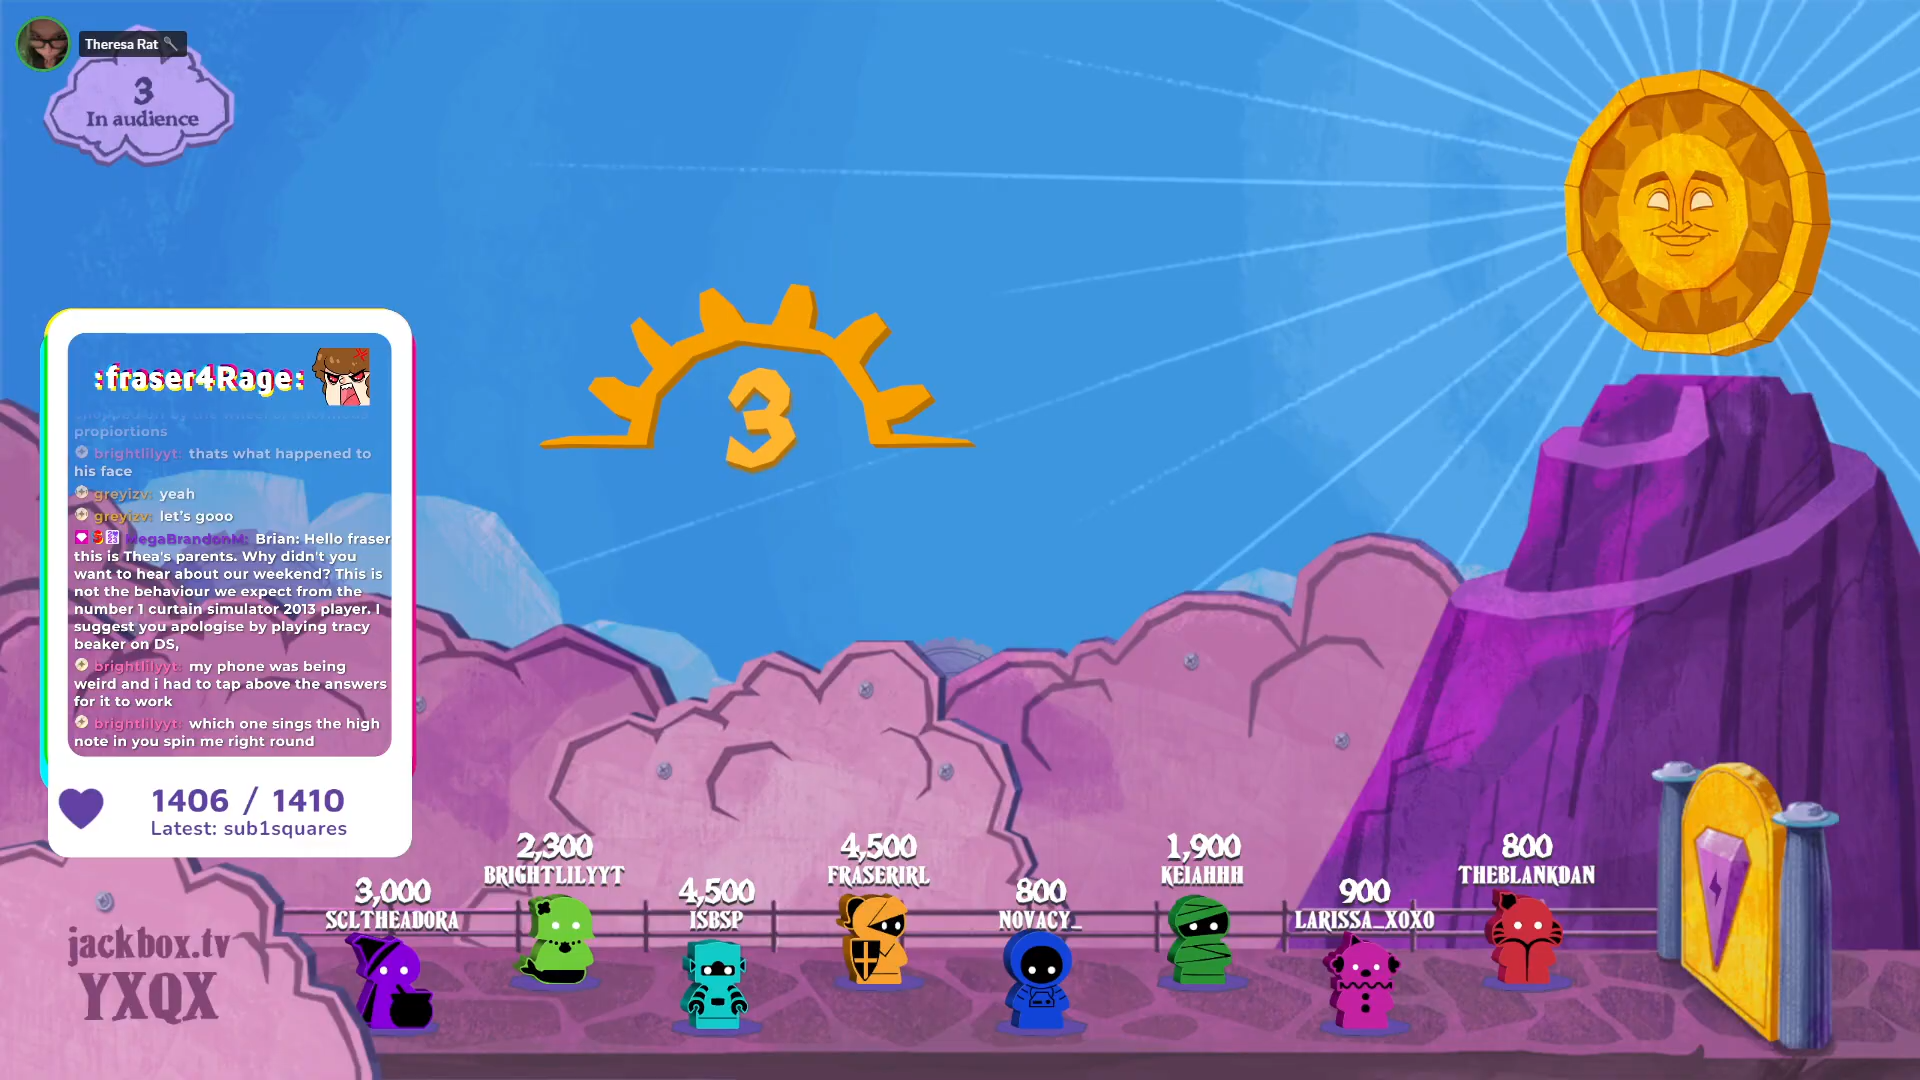 Theresa Rat
3
In audience
3
:fraser4Rage:
propiortions
brightlilyyt: thats what happened to
his face
greyizv: yeah
greyizv: let's gooo
MegaBrandonM: Brian: Hello fraser
this is Thea's parents. Why didn't you
want to hear about our weekend? This is
not the behaviour we expect from the
number 1 curtain simulator 2013 player. I
suggest you apologise by playing tracy
beaker on DS,
brightlilyyt: my phone was being
weird and i had to tap above the answers
for it to work
brightlilyyt: which one sings the high
note in you spin me right round
1406 / 1410
Latest: sub1squares
3,000
SCLTHEADORA
2,300
BRIGHTLILYYT
4,500
ISBSP
4,500
FRASERIRL
800
NOVACY_
1,900
KEIAHHH
900
LARISSA_XOXO
800
THEBLANKDAN
jackbox.tv
YXQX